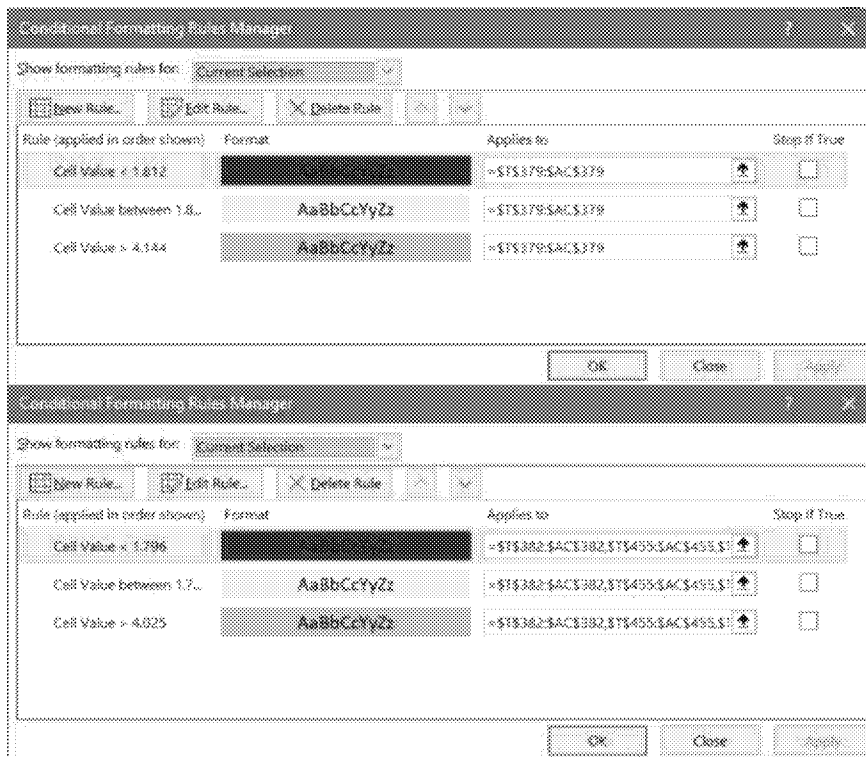 Conditional Formatting Rules Manager ? X
Show formatting rules for: Current Selection
New Rule... Edit Rule... Delete Rule
Rule (applied in order shown) Format Applies to Stop If True
Cell Value < 1.812 AaBbCcYyZz =$T$379:$AC$379
Cell Value between 1.8... AaBbCcYyZz =$T$379:$AC$379
Cell Value > 4.144 AaBbCcYyZz =$T$379:$AC$379
OK Close Apply
Conditional Formatting Rules Manager ? X
Show formatting rules for: Current Selection
New Rule... Edit Rule... Delete Rule
Rule (applied in order shown) Format Applies to Stop If True
Cell Value < 1.796 AaBbCcYyZz =$T$382:$AC$382,$T$455:$AC$455,$T
Cell Value between 1.7... AaBbCcYyZz =$T$382:$AC$382,$T$455:$AC$455,$T
Cell Value > 4.025 AaBbCcYyZz =$T$382:$AC$382,$T$455:$AC$455,$T
OK Close Apply